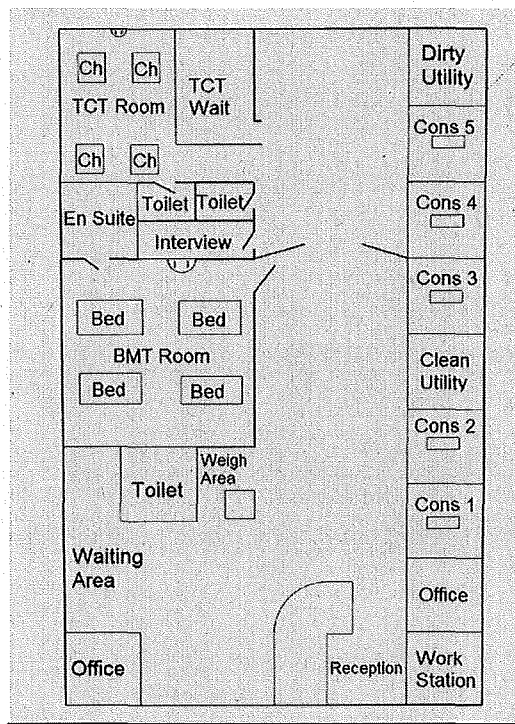 Ch
Ch
TCT Room
Ch
Ch
TCT
Wait
Dirty
Utility
Cons 5
En Suite
Toilet
Toilet
Interview
Cons 4
Cons 3
Bed
Bed
BMT Room
Bed
Bed
Clean
Utility
Cons 2
Toilet
Weigh
Area
Cons 1
Waiting
Area
Office
Office
Reception
Work
Station